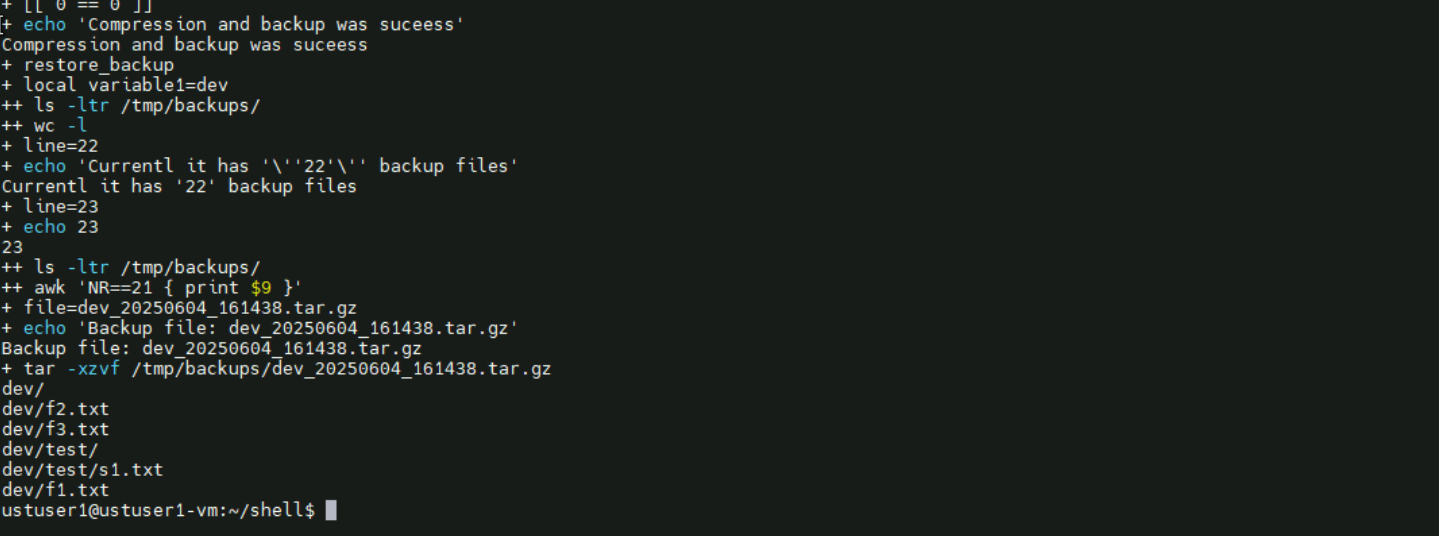 + [[ 0 == 0 ]]
+ echo 'Compression and backup was suceess'
Compression and backup was suceess
+ restore_backup
+ local variable1=dev
++ ls -ltr /tmp/backups/
++ wc -l
+ line=22
+ echo 'Currentl it has '\''22'\'' backup files'
Currentl it has '22' backup files
+ line=23
+ echo 23
23
++ ls -ltr /tmp/backups/
++ awk 'NR==21 { print $9 }'
+ file=dev_20250604_161438.tar.gz
+ echo 'Backup file: dev_20250604_161438.tar.gz'
Backup file: dev_20250604_161438.tar.gz
+ tar -xzvf /tmp/backups/dev_20250604_161438.tar.gz
dev/
dev/f2.txt
dev/f3.txt
dev/test/
dev/test/s1.txt
dev/f1.txt
ustuser1@ustuser1-vm:~/shell$